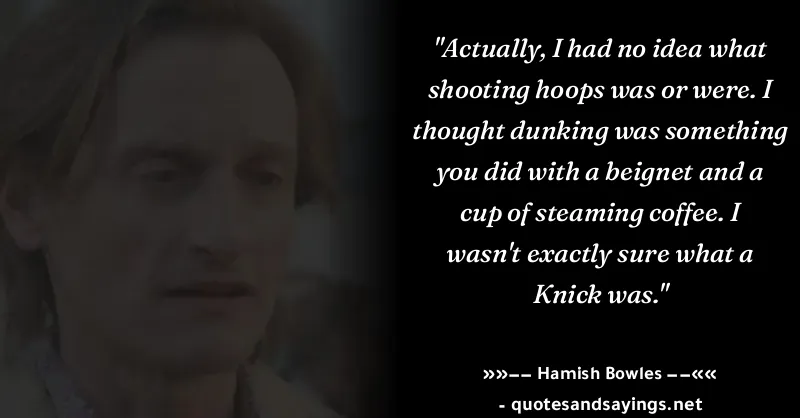 "Actually, I had no idea what
shooting hoops was or were. I
thought dunking was something
you did with a beignet and a
cup of steaming coffee. I
wasn't exactly sure what a
Knick was."
»»–– Hamish Bowles ––««
- quotesandsayings.net